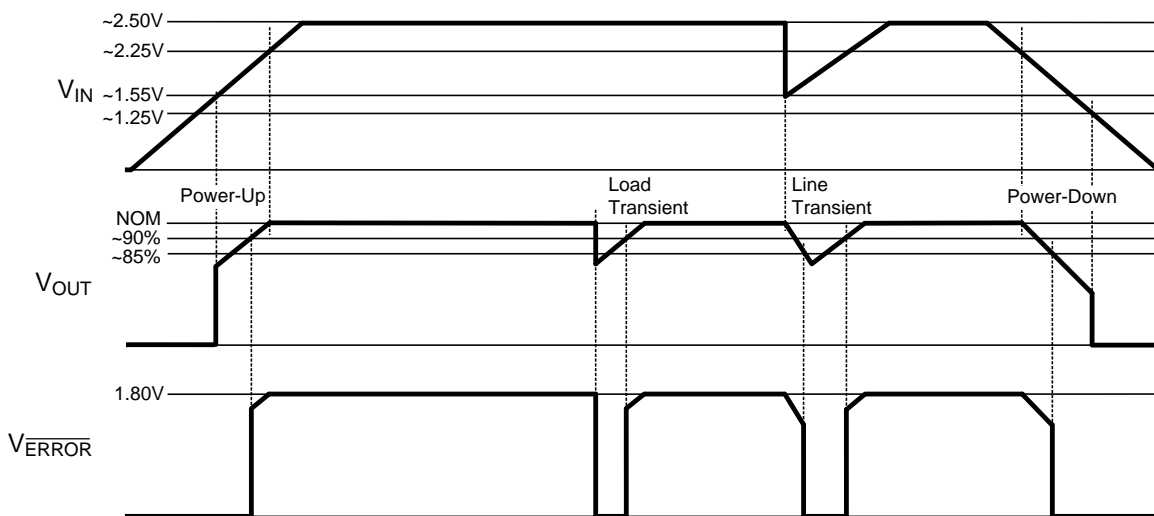 ~2.50V
~2.25V
VIN ~1.55V
~1.25V
Power-Up
Load
Transient
Line
Transient
Power-Down
NOM
~90%
~85%
VOUT
1.80V
VERROR